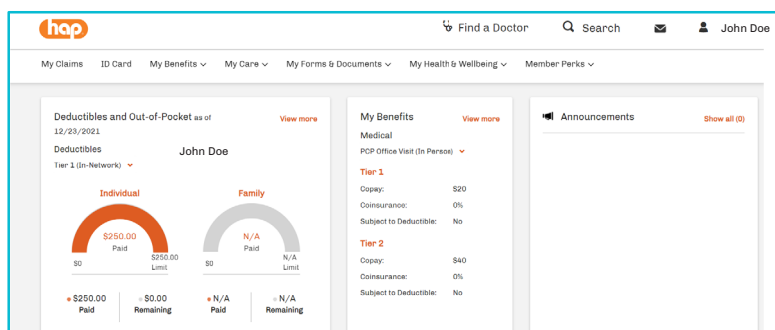 hap
Find a Doctor
Search
John Doe
My Claims
ID Card
My Benefits
My Care
My Forms & Documents
My Health & Wellbeing
Member Perks
Deductibles and Out-of-Pocket as of
12/23/2021
View more
Deductibles
John Doe
Tier 1 (In-Network)
Individual
$250.00
Paid
$0
$250.00
Limit
$250.00
Paid
$0.00
Remaining
Family
N/A
Paid
$0
N/A
Limit
N/A
Paid
N/A
Remaining
My Benefits
View more
Medical
PCP Office Visit (In Person)
Tier 1
Copay: $20
Coinsurance: 0%
Subject to Deductible: No
Tier 2
Copay: $40
Coinsurance: 0%
Subject to Deductible: No
Announcements
Show all (0)